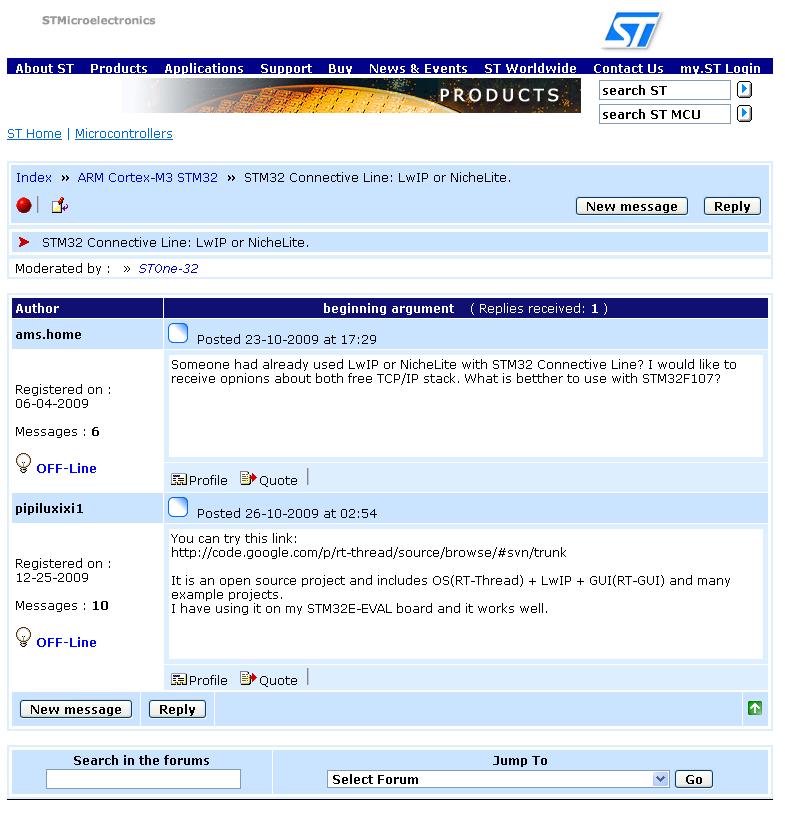 STMicroelectronics
ST
About ST Products Applications Support Buy News & Events ST Worldwide Contact Us my.ST Login
PRODUCTS
search ST
search ST MCU
ST Home | Microcontrollers
Index » ARM Cortex-M3 STM32 » STM32 Connective Line: LwIP or NicheLite.
New message Reply
STM32 Connective Line: LwIP or NicheLite.
Moderated by : » STOne-32
Author beginning argument ( Replies received: 1 )
ams.home Posted 23-10-2009 at 17:29
Someone had already used LwIP or NicheLite with STM32 Connective Line? I would like to
receive opnions about both free TCP/IP stack. What is betther to use with STM32F107?
Registered on :
06-04-2009
Messages : 6
OFF-Line
Profile Quote
pipiluxixi1 Posted 26-10-2009 at 02:54
You can try this link:
http://code.google.com/p/rt-thread/source/browse/#svn/trunk
It is an open source project and includes OS(RT-Thread) + LwIP + GUI(RT-GUI) and many
example projects.
I have using it on my STM32E-EVAL board and it works well.
Registered on :
12-25-2009
Messages : 10
OFF-Line
Profile Quote
New message Reply
Search in the forums Jump To
Select Forum Go